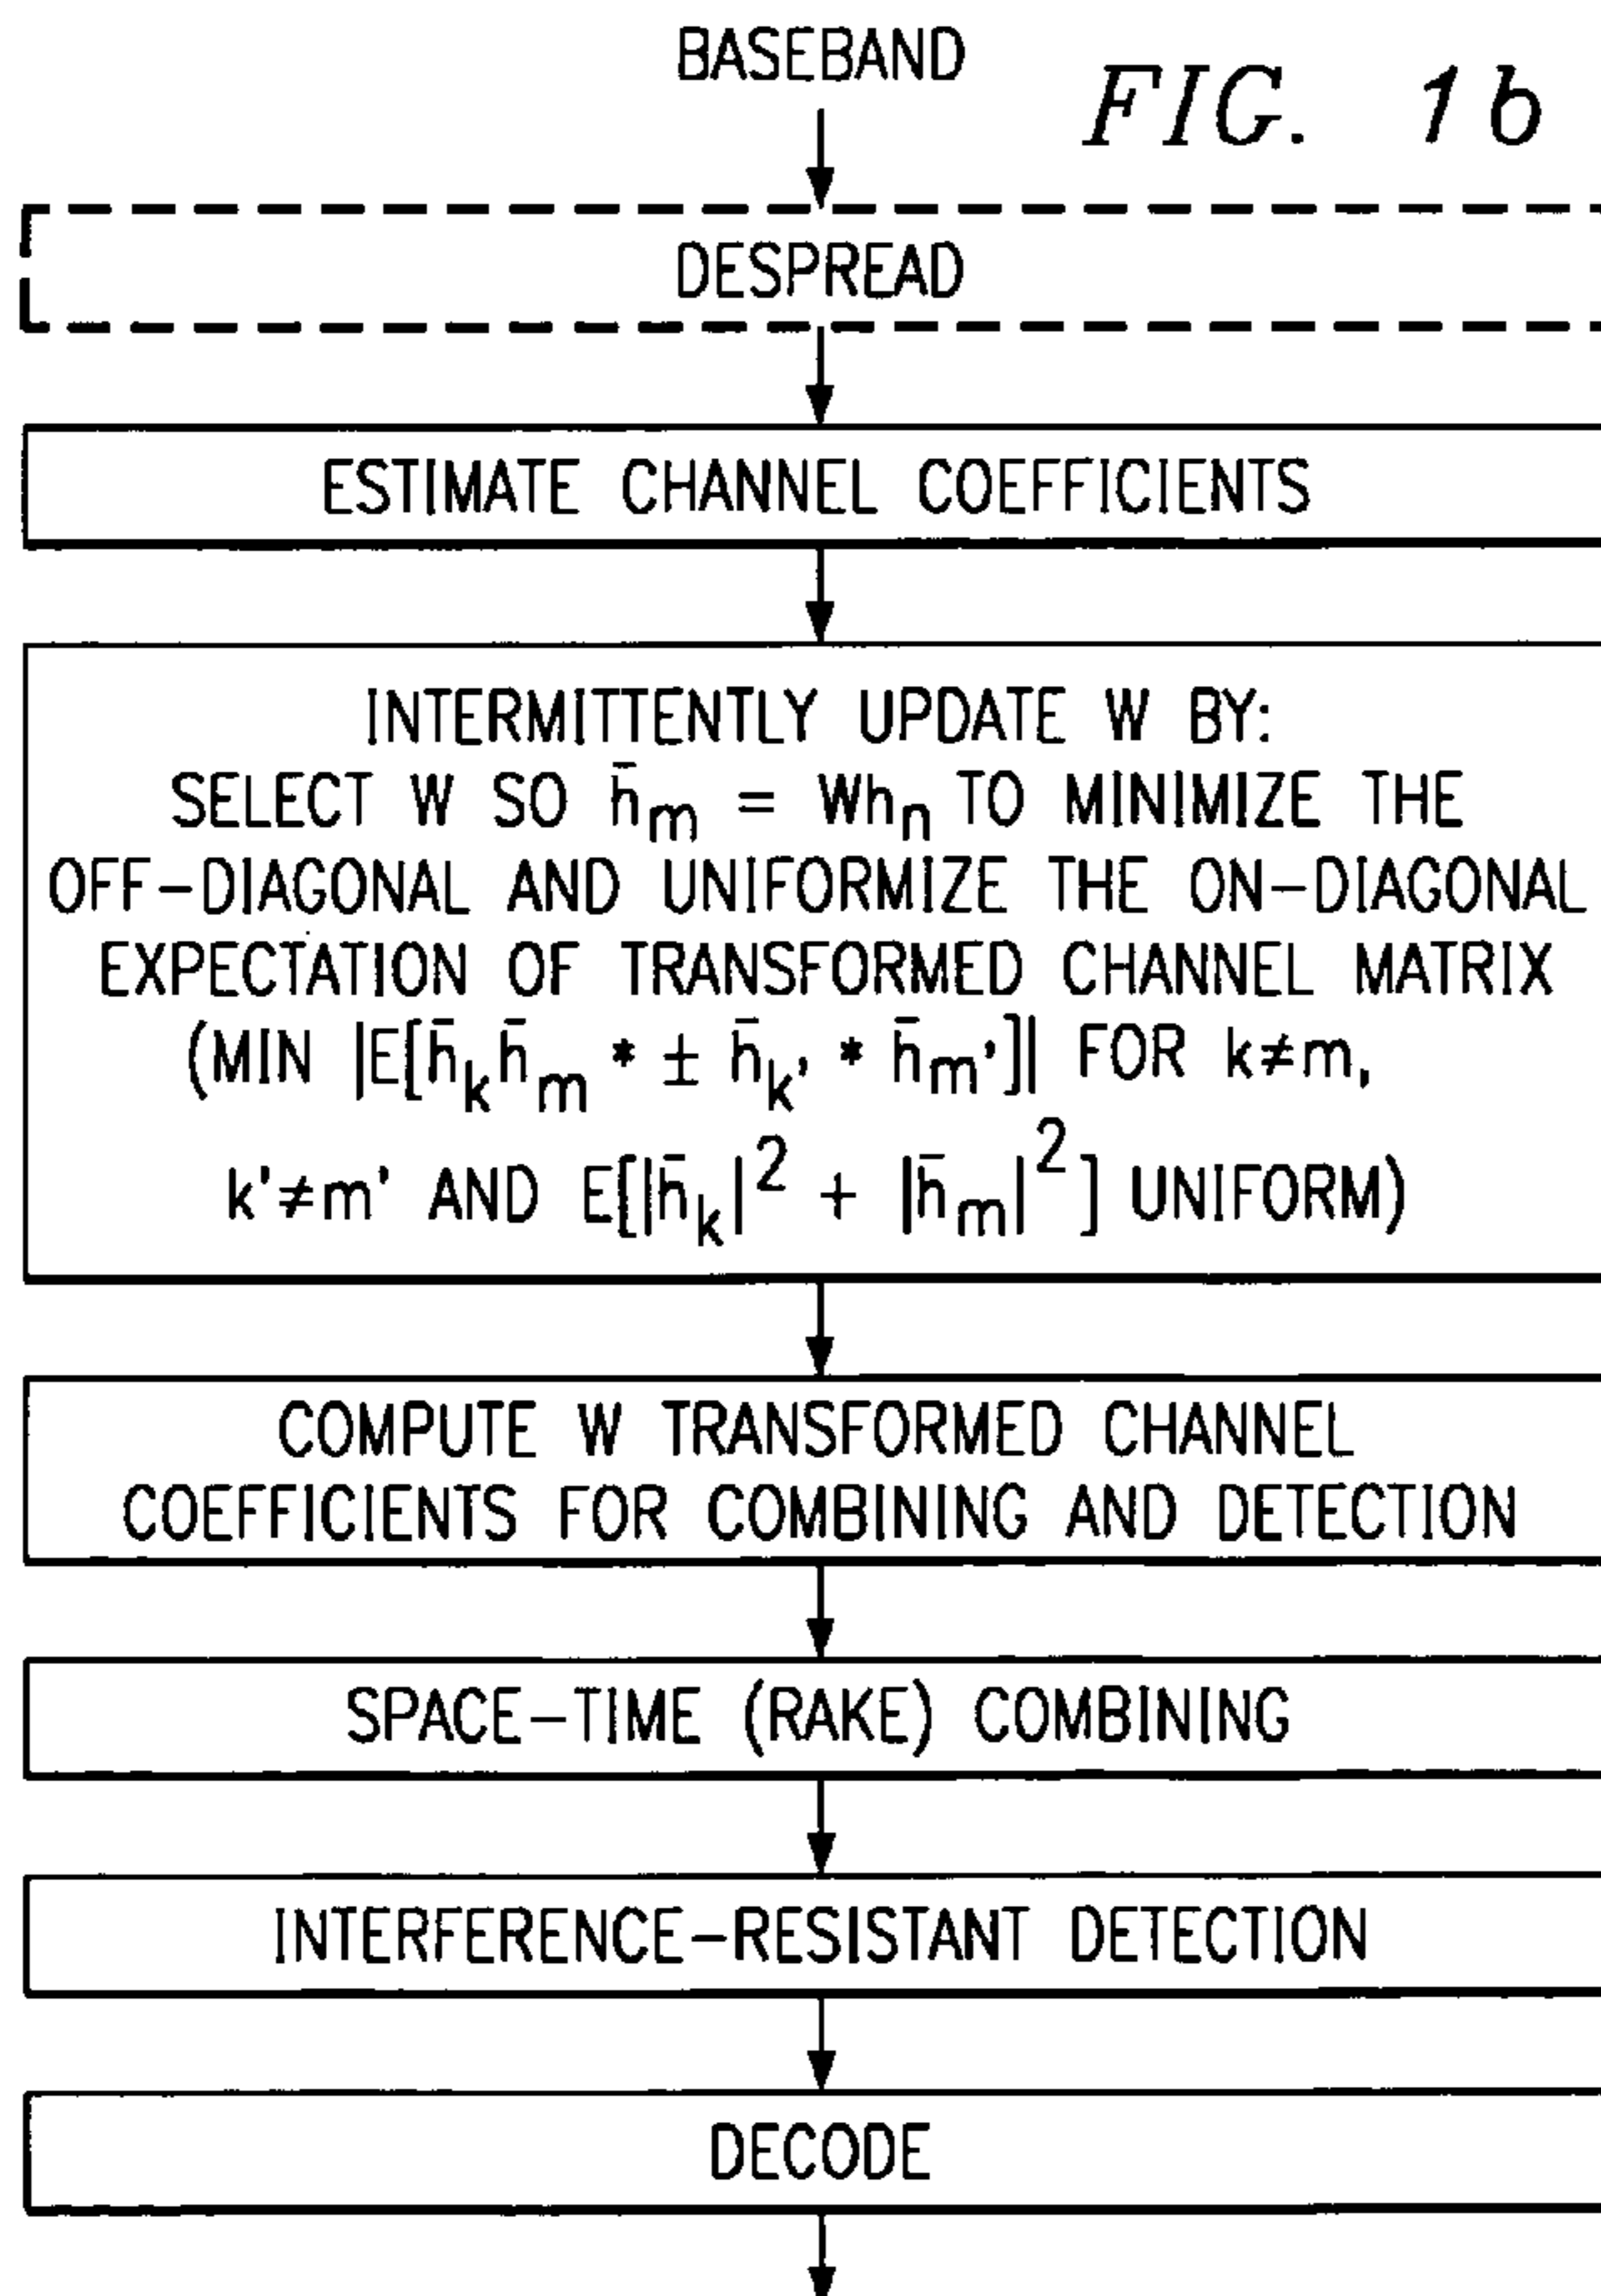 BASEBAND
FIG. 1b
DESPREAD
ESTIMATE CHANNEL COEFFICIENTS
INTERMITTENTLY UPDATE W BY:
SELECT W SO h̄m = Whn TO MINIMIZE THE
OFF-DIAGONAL AND UNIFORMIZE THE ON-DIAGONAL
EXPECTATION OF TRANSFORMED CHANNEL MATRIX
(MIN |E[h̄kh̄m * ± h̄k' * h̄m']| FOR k≠m,
k'≠m' AND E[|h̄k|² + |h̄m|²] UNIFORM)
COMPUTE W TRANSFORMED CHANNEL
COEFFICIENTS FOR COMBINING AND DETECTION
SPACE-TIME (RAKE) COMBINING
INTERFERENCE-RESISTANT DETECTION
DECODE